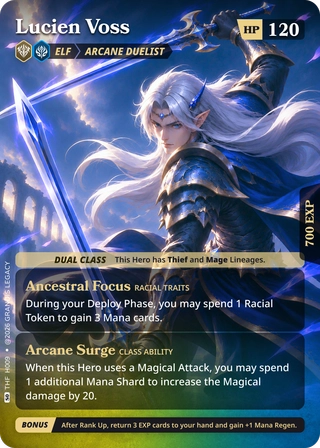 Lucien Voss
HP 120
ELF ARCANE DUELIST
700 EXP
DUAL CLASS This Hero has Thief and Mage Lineages.
Ancestral Focus RACIAL TRAITS
During your Deploy Phase, you may spend 1 Racial
Token to gain 3 Mana cards.
Arcane Surge CLASS ABILITY
When this Hero uses a Magical Attack, you may spend
1 additional Mana Shard to increase the Magical
damage by 20.
BONUS After Rank Up, return 3 EXP cards to your hand and gain +1 Mana Regen.
THF_H009 • @2026 GRANDIS LEGACY